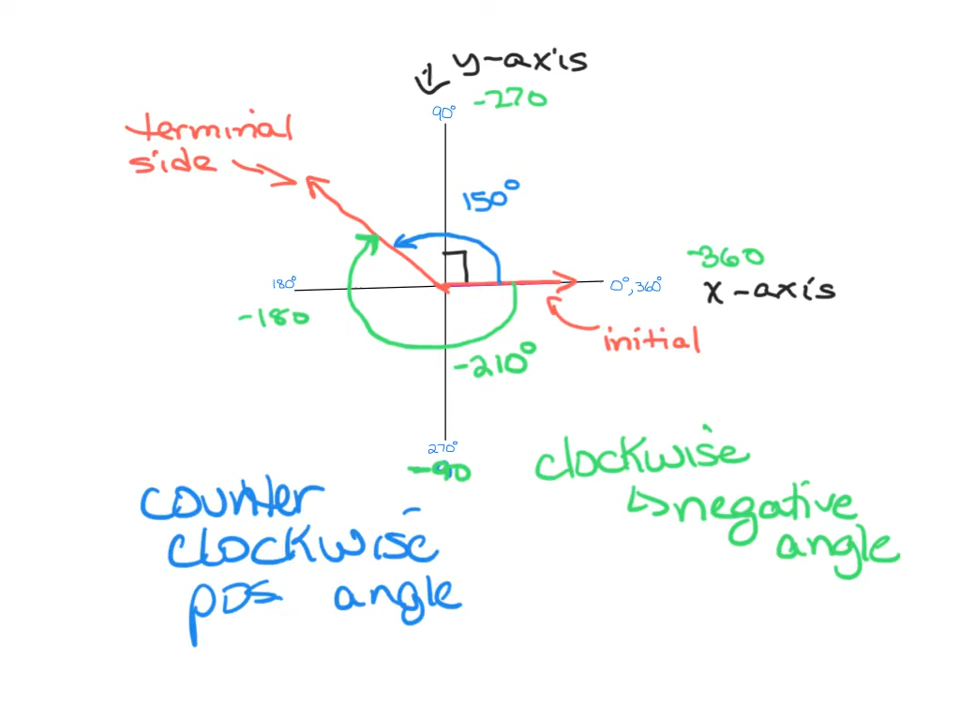 y-axis
-270
90°
terminal
side
150°
-360
180°
0°, 360°
x-axis
-180
initial
-210°
270°
-90
clockwise
↳negative
angle
counter
clockwise
pos angle